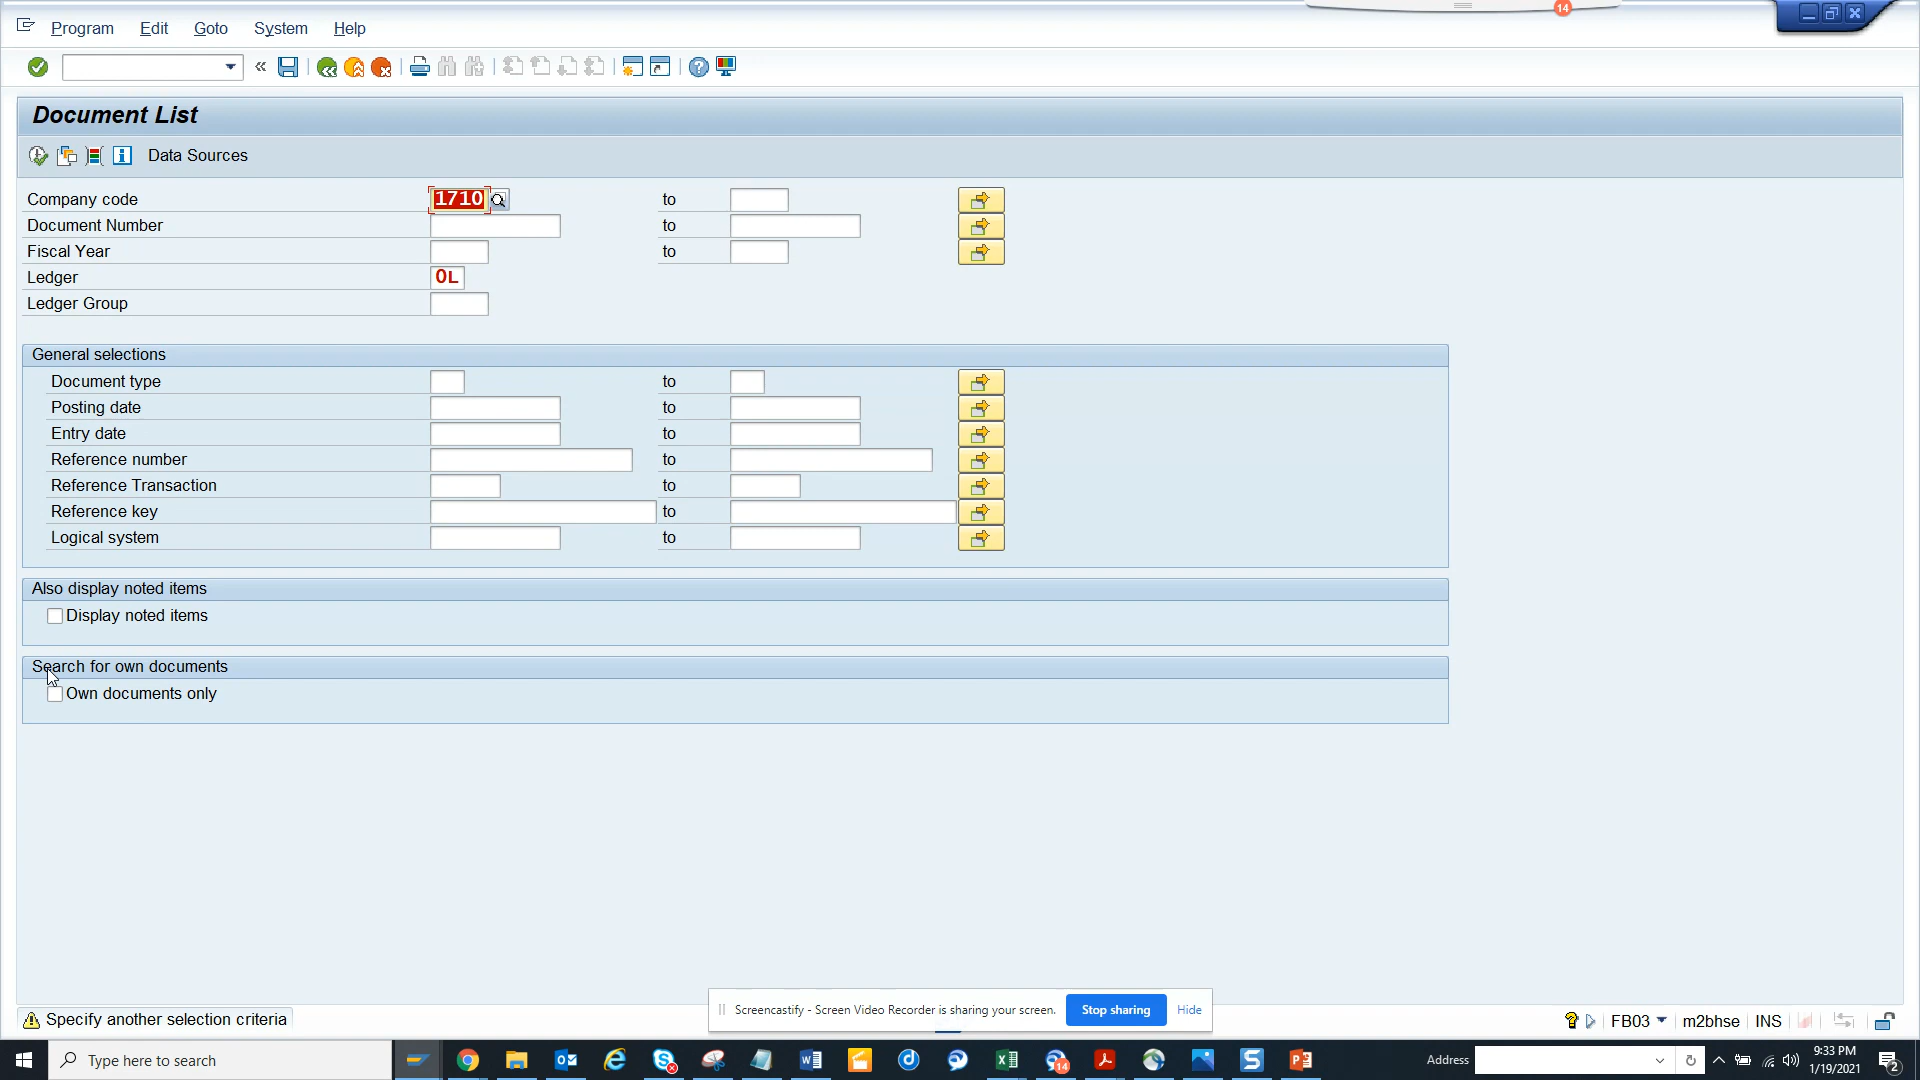 Program Edit Goto System Help
14
Document List
Data Sources
Company code 1710 to
Document Number to
Fiscal Year to
Ledger 0L
Ledger Group
General selections
Document type to
Posting date to
Entry date to
Reference number to
Reference Transaction to
Reference key to
Logical system to
Also display noted items
Display noted items
Search for own documents
Own documents only
Screencastify - Screen Video Recorder is sharing your screen. Stop sharing Hide
Specify another selection criteria
FB03 m2bhse INS
Type here to search
14
Address
9:33 PM
1/19/2021
2